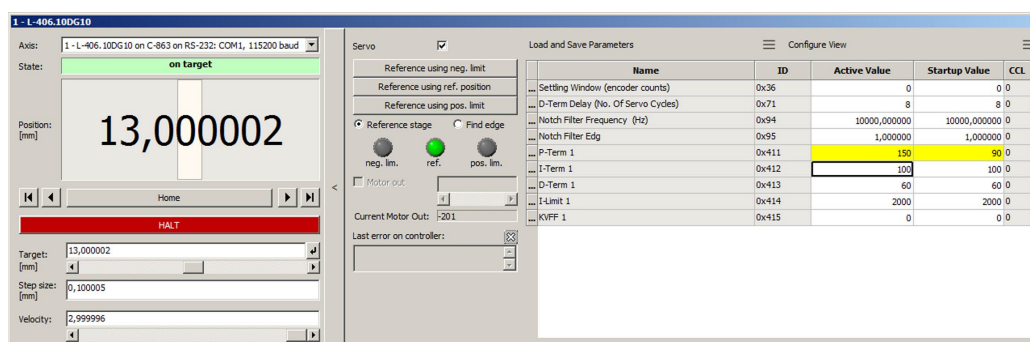 1 - L-406.10DG10
Axis: 1 - L-406.10DG10 on C-863 on RS-232: COM1, 115200 baud
State: on target
Position: [mm] 13,000002
Home
HALT
Target: [mm] 13,000002
Step size: [mm] 0,100005
Velocity: 2,999996
<
Servo
Reference using neg. limit
Reference using ref. position
Reference using pos. limit
Reference stage Find edge
neg. lim. ref. pos. lim.
Motor out
Current Motor Out: -201
Last error on controller:
Load and Save Parameters Configure View
Name ID Active Value Startup Value CCL
... Settling Window (encoder counts) 0x36 0 0 0
... D-Term Delay (No. Of Servo Cycles) 0x71 8 8 0
... Notch Filter Frequency (Hz) 0x94 10000,000000 10000,000000 0
... Notch Filter Edg 0x95 1,000000 1,000000 0
... P-Term 1 0x411 150 90 0
... I-Term 1 0x412 100 100 0
... D-Term 1 0x413 60 60 0
... I-Limit 1 0x414 2000 2000 0
... KVFF 1 0x415 0 0 0